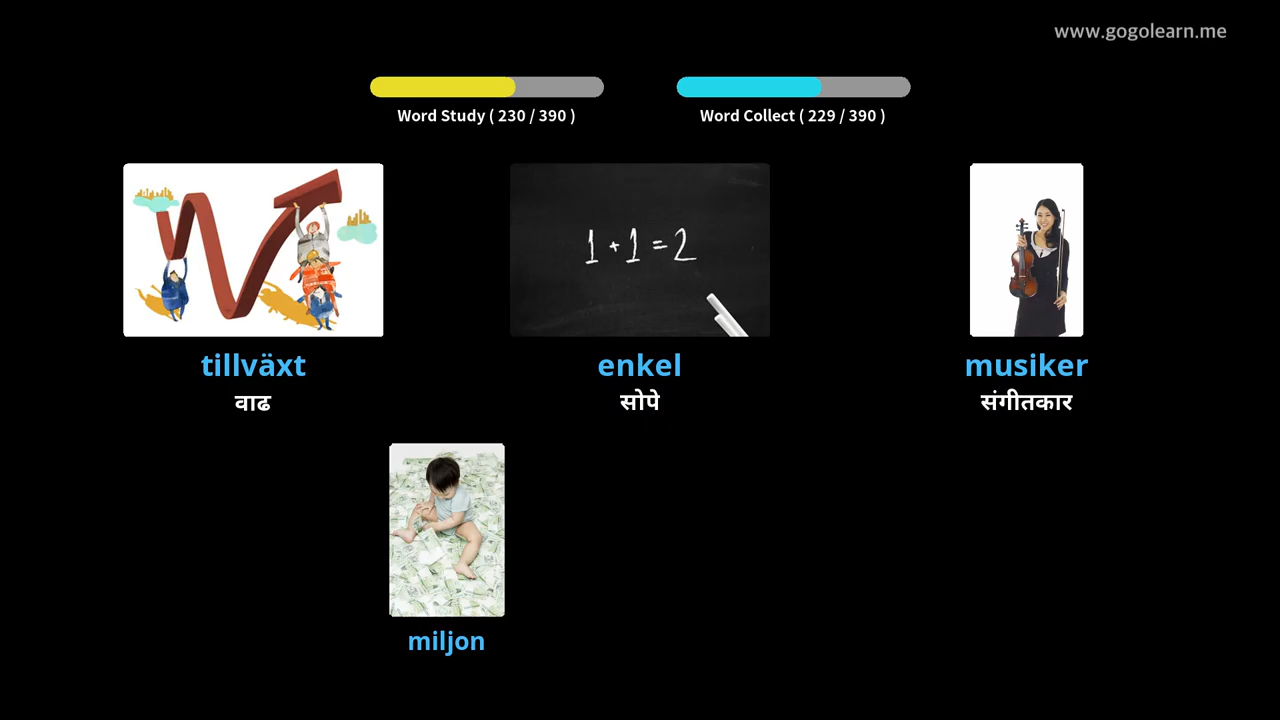 www.gogolearn.me
Word Study ( 230 / 390 )
Word Collect ( 229 / 390 )
1 + 1 = 2
tillväxt
enkel
musiker
वाढ
सोपे
संगीतकार
miljon